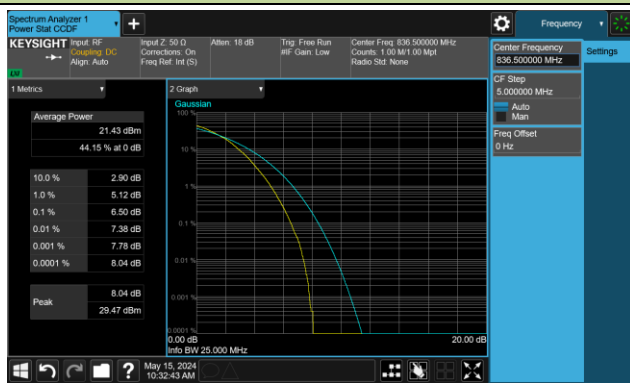 Spectrum Analyzer 1
Power Stat CCDF
+
Frequency
KEYSIGHT
Input: RF
Coupling: DC
Align: Auto
Input Z: 50 Ω
Corrections: On
Freq Ref: Int (S)
Atten: 18 dB
Trig: Free Run
#IF Gain: Low
Center Freq: 836.500000 MHz
Counts: 1.00 M/1.00 Mpt
Radio Std: None
Center Frequency
836.500000 MHz
Settings
CF Step
5.000000 MHz
Auto
Man
Freq Offset
0 Hz
1 Metrics
Average Power
21.43 dBm
44.15 % at 0 dB
10.0 % 2.90 dB
1.0 % 5.12 dB
0.1 % 6.50 dB
0.01 % 7.38 dB
0.001 % 7.78 dB
0.0001 % 8.04 dB
Peak
8.04 dB
29.47 dBm
2 Graph
Gaussian
100 %
10 %
1 %
0.1 %
0.01 %
0.001 %
0.0001 %
0.00 dB 20.00 dB
Info BW 25.000 MHz
?
May 15, 2024
10:32:43 AM